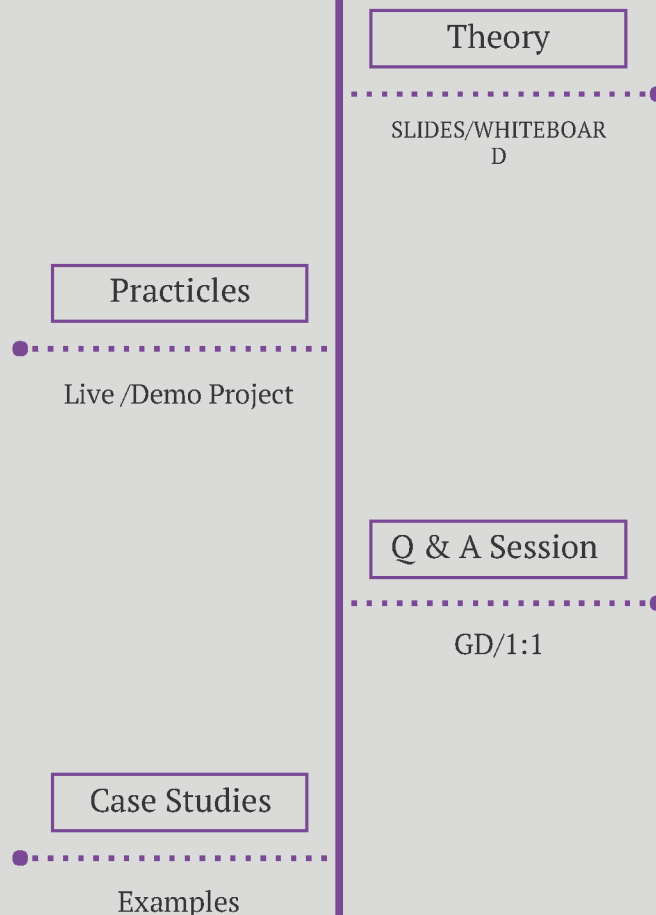 Theory
SLIDES/WHITEBOAR
D
Practicles
Live /Demo Project
Q & A Session
GD/1:1
Case Studies
Examples